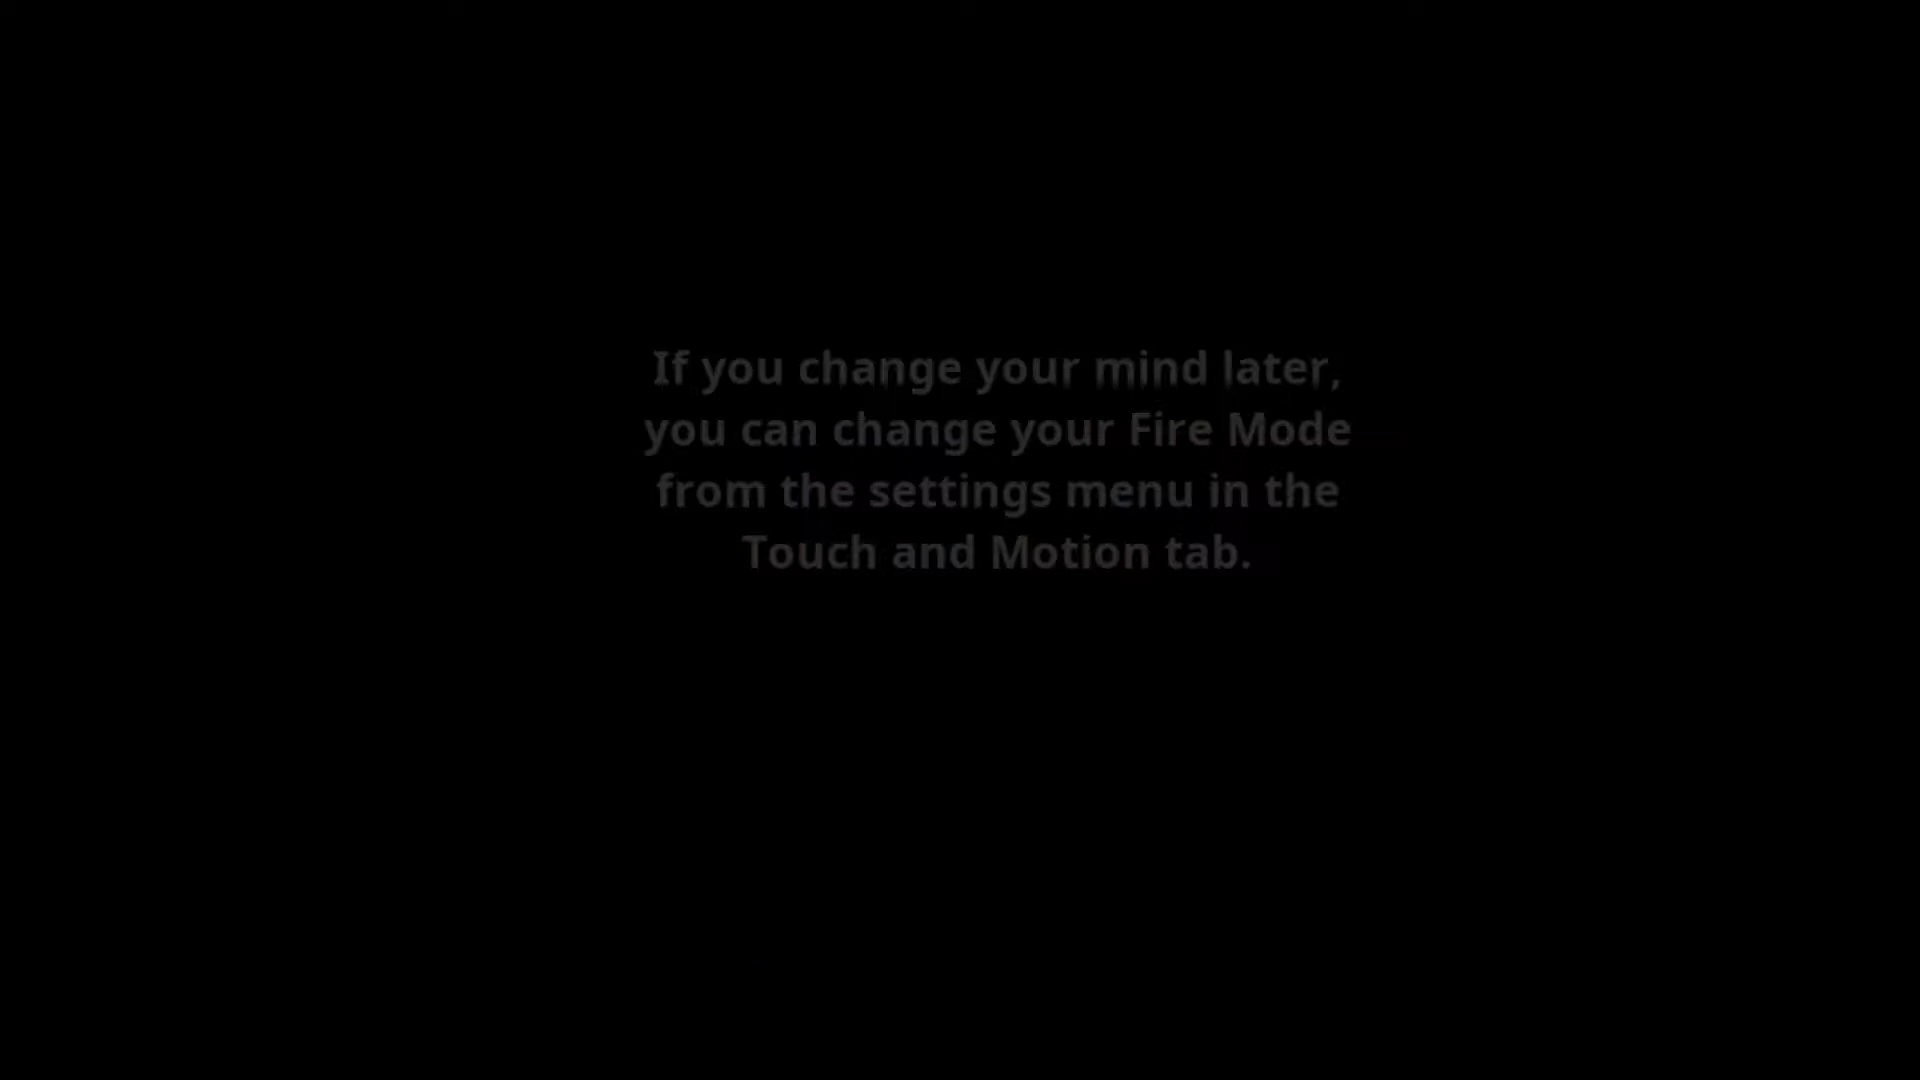 If you change your mind later,
you can change your Fire Mode
from the settings menu in the
Touch and Motion tab.